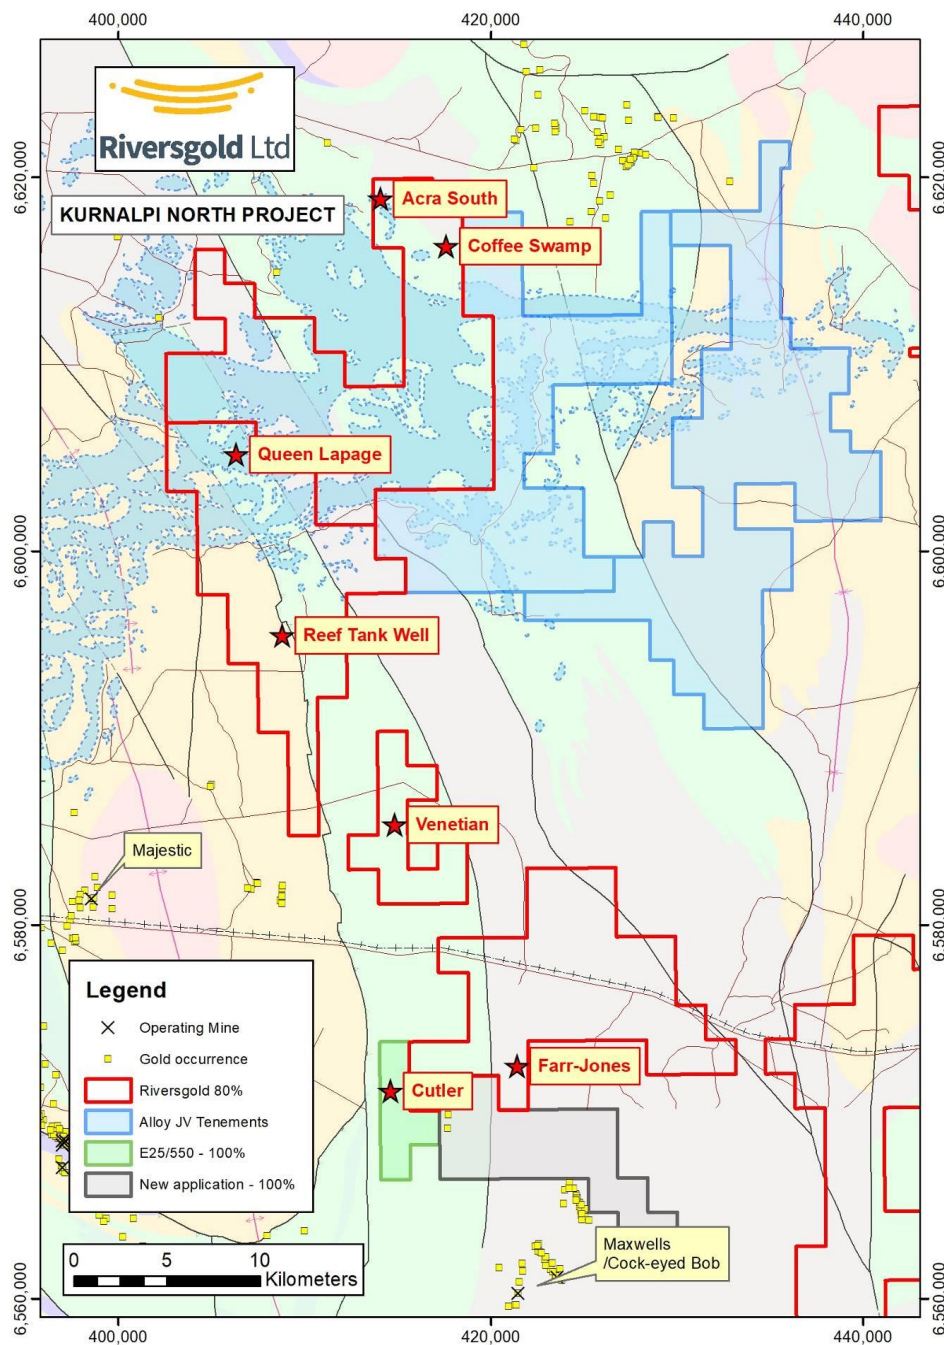 400,000
420,000
440,000
Riversgold Ltd
KURNALPI NORTH PROJECT
6,620,000
6,620,000
Acra South
Coffee Swamp
Queen Lapage
6,600,000
6,600,000
Reef Tank Well
Venetian
Majestic
6,580,000
6,580,000
Legend
Operating Mine
Gold occurrence
Riversgold 80%
Alloy JV Tenements
E25/550 - 100%
New application - 100%
Farr-Jones
Cutler
Maxwells
/Cock-eyed Bob
0 5 10
Kilometers
6,560,000
6,560,000
400,000
420,000
440,000